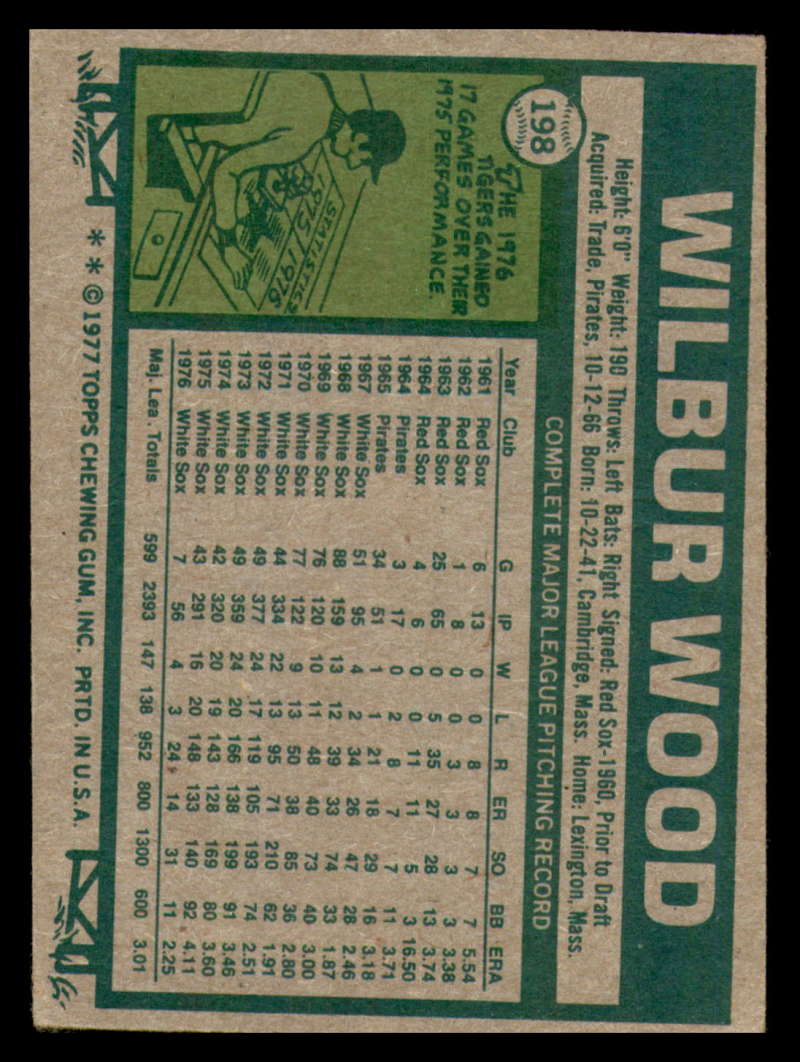 WILBUR WOOD
Height: 6'0" Weight: 190 Throws: Left Bats: Right Signed: Red Sox-1960, Prior to Draft
Acquired: Trade, Pirates, 10-12-66 Born: 10-22-41, Cambridge, Mass. Home: Lexington, Mass.
198
THE 1976
TIGERS GAINED
17 GAMES OVER THEIR
1975 PERFORMANCE.
STATISTICS
1975/1976
COMPLETE MAJOR LEAGUE PITCHING RECORD
Year Club G IP W L R ER SO BB ERA
1961 Red Sox 6 13 0 0 8 8 7 7 5.54
1962 Red Sox 1 8 0 0 3 3 3 3 3.38
1963 Red Sox 25 65 0 5 35 27 28 13 3.74
1964 Red Sox 4 6 0 0 11 11 5 3 16.50
1964 Pirates 3 17 0 2 8 7 7 11 3.71
1965 Pirates 34 51 1 1 21 18 29 16 3.18
1967 White Sox 51 95 4 2 34 26 47 28 2.46
1968 White Sox 88 159 13 12 39 33 74 33 1.87
1969 White Sox 76 120 10 11 48 40 73 40 3.00
1970 White Sox 77 122 9 13 50 38 85 36 2.80
1971 White Sox 44 334 22 13 95 71 210 62 1.91
1972 White Sox 49 377 24 17 119 105 193 74 2.51
1973 White Sox 49 359 24 20 166 138 199 91 3.46
1974 White Sox 42 320 20 19 143 128 169 80 3.60
1975 White Sox 43 291 16 20 148 133 140 92 4.11
1976 White Sox 7 56 4 3 24 14 31 11 2.25
Maj. Lea. Totals 599 2393 147 138 952 800 1300 600 3.01
**©1977 TOPPS CHEWING GUM, INC. PRTD. IN U.S.A.